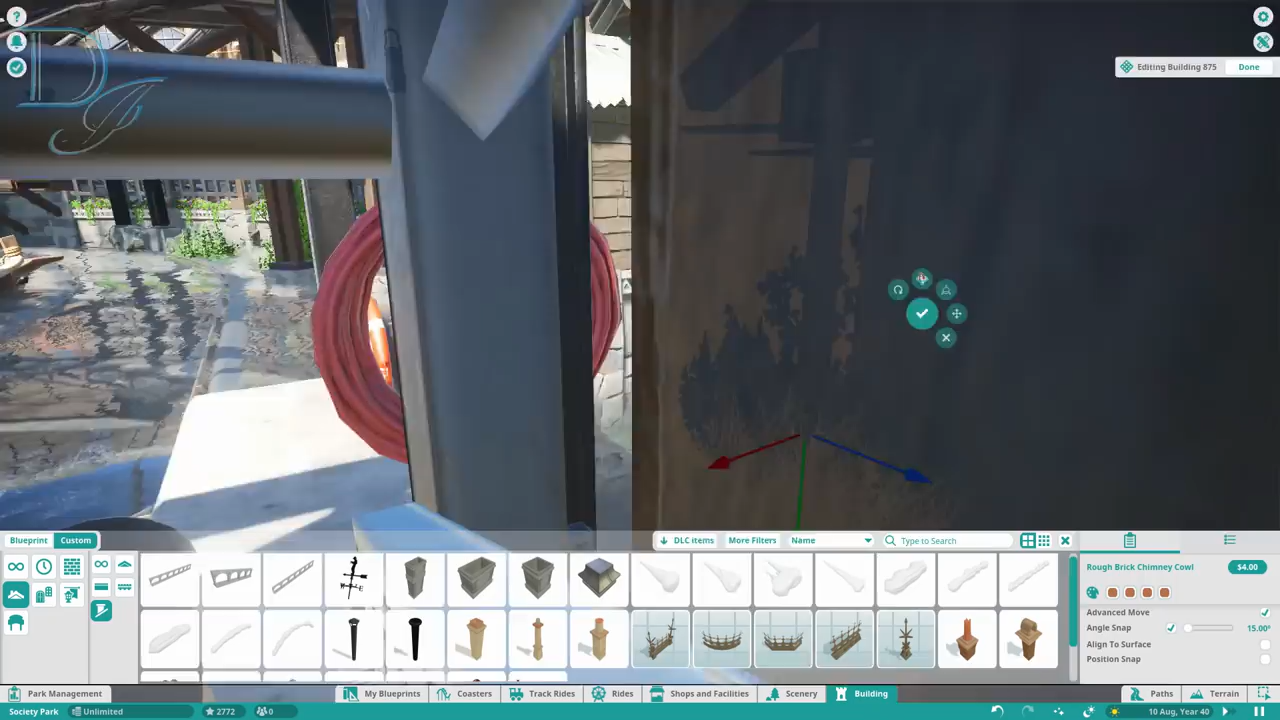 ?
DJ
Editing Building 875 Done
Blueprint Custom
DLC items More Filters Name Type to Search
Rough Brick Chimney Cowl $4.00
Advanced Move
Angle Snap 15.00°
Align To Surface
Position Snap
Park Management My Blueprints Coasters Track Rides Rides Shops and Facilities Scenery Building Paths Terrain
Society Park Unlimited 2772 0 10 Aug, Year 40